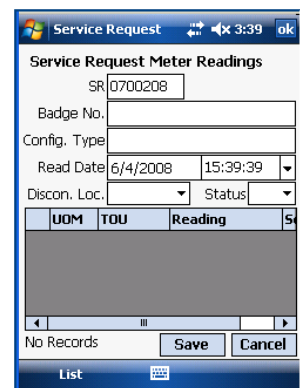 Service Request 3:39 ok
Service Request Meter Readings
SR 0700208
Badge No.
Config. Type
Read Date 6/4/2008 15:39:39
Discon. Loc. Status
UOM TOU Reading
No Records Save Cancel
List